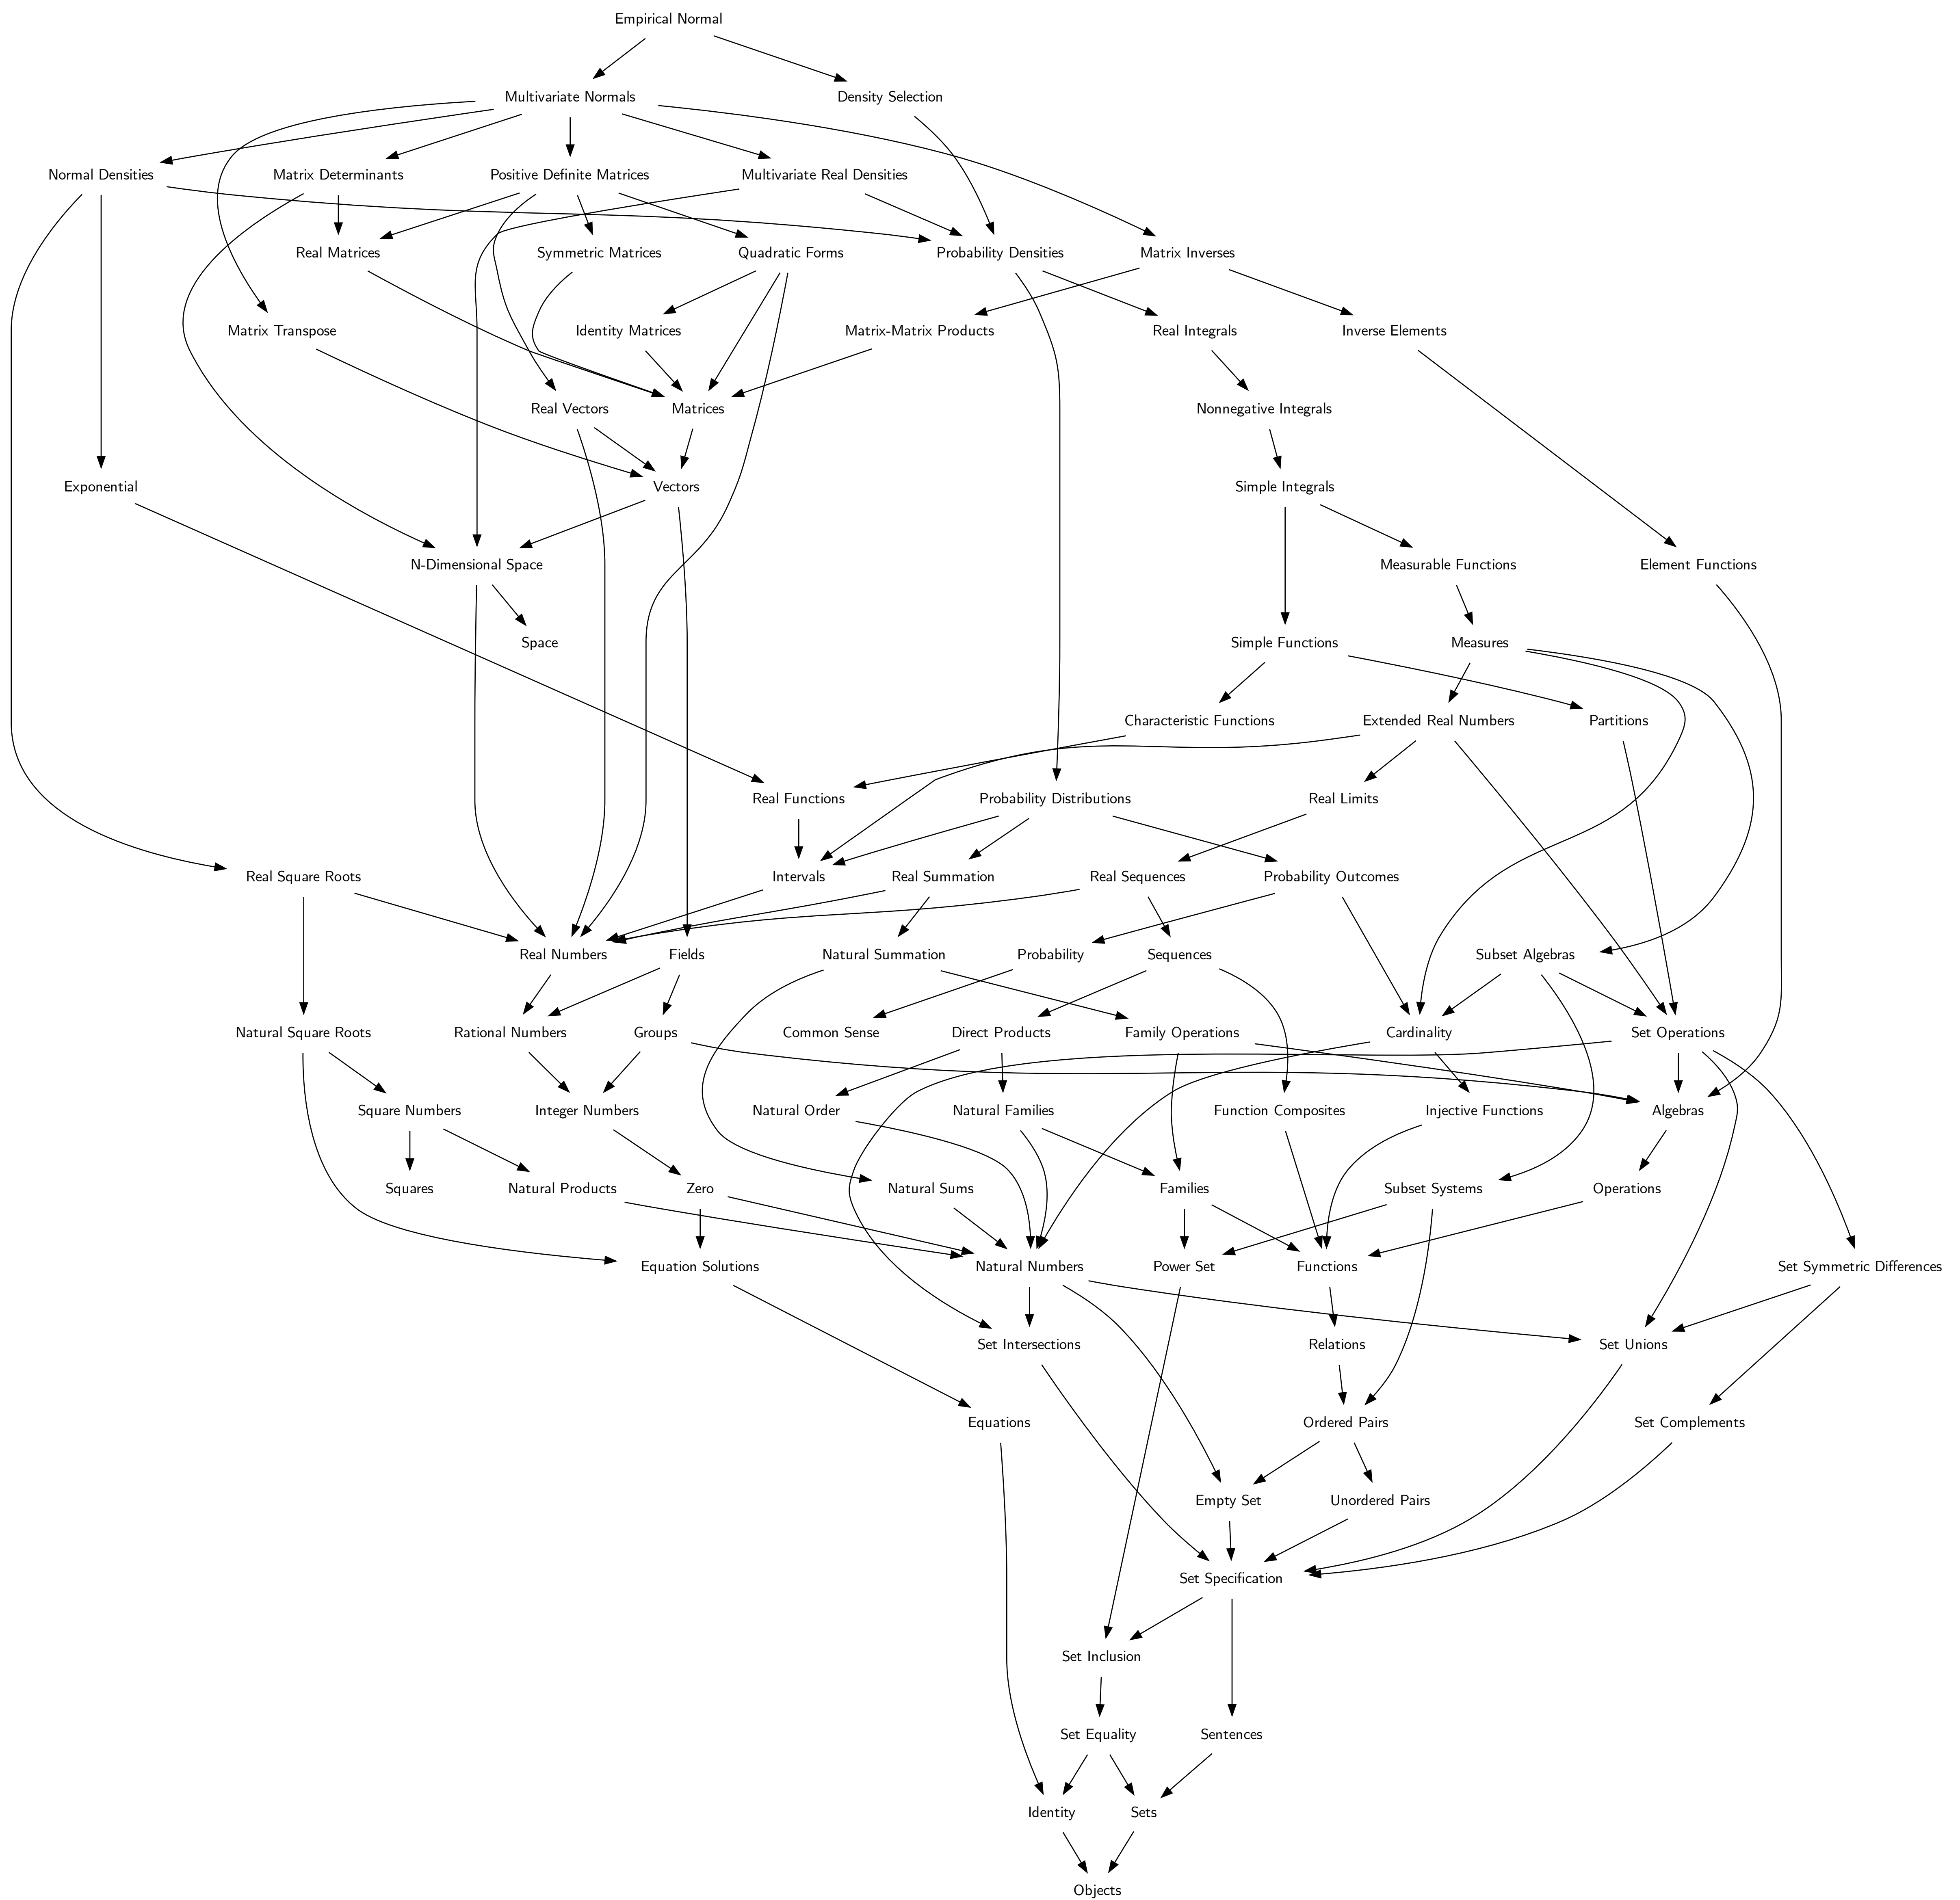 Empirical Normal
Multivariate Normals
Density Selection
Normal Densities
Matrix Determinants
Positive Definite Matrices
Multivariate Real Densities
Real Matrices
Symmetric Matrices
Quadratic Forms
Probability Densities
Matrix Inverses
Matrix Transpose
Identity Matrices
Matrix-Matrix Products
Real Integrals
Inverse Elements
Real Vectors
Matrices
Nonnegative Integrals
Exponential
Vectors
Simple Integrals
N-Dimensional Space
Measurable Functions
Element Functions
Space
Simple Functions
Measures
Characteristic Functions
Extended Real Numbers
Partitions
Real Functions
Probability Distributions
Real Limits
Real Square Roots
Intervals
Real Summation
Real Sequences
Probability Outcomes
Real Numbers
Fields
Natural Summation
Probability
Sequences
Subset Algebras
Natural Square Roots
Rational Numbers
Groups
Common Sense
Direct Products
Family Operations
Cardinality
Set Operations
Square Numbers
Integer Numbers
Natural Order
Natural Families
Function Composites
Injective Functions
Algebras
Squares
Natural Products
Zero
Natural Sums
Families
Subset Systems
Operations
Equation Solutions
Natural Numbers
Power Set
Functions
Set Symmetric Differences
Set Intersections
Relations
Set Unions
Equations
Ordered Pairs
Set Complements
Empty Set
Unordered Pairs
Set Specification
Set Inclusion
Set Equality
Sentences
Identity
Sets
Objects